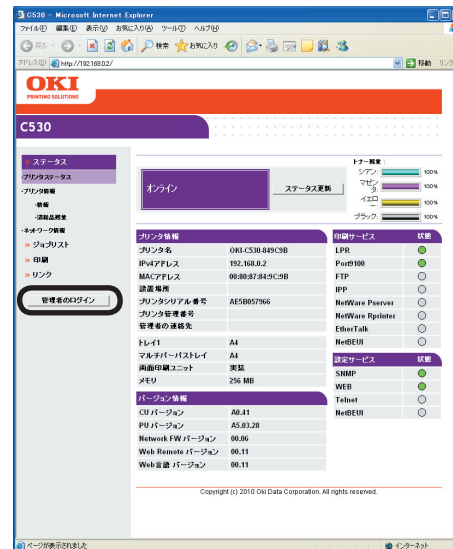 C530 - Microsoft Internet Explorer
ファイル(F) 編集(E) 表示(V) お気に入り(A) ツール(T) ヘルプ(H)
戻る 検索 お気に入り
アドレス(D) http://192.168.0.2/ 移動 リンク
OKI
PRINTING SOLUTIONS
C530
ステータス
プリンタステータス
プリンタ情報
情報
消耗品残量
ネットワーク情報
ジョブリスト
印刷
リンク
管理者のログイン
オンライン
ステータス更新
トナー残量:
シアン: 100%
マゼンタ: 100%
イエロー: 100%
ブラック: 100%
プリンタ情報
プリンタ名 OKI-C530-849C9B
IPv4アドレス 192.168.0.2
MACアドレス 00:80:87:84:9C:9B
設置場所
プリンタシリアル番号 AE5B057966
プリンタ管理番号
管理者の連絡先
トレイ1 A4
マルチパーパストレイ A4
両面印刷ユニット 実装
メモリ 256 MB
バージョン情報
CU バージョン A0.41
PU バージョン A5.03.28
Network FW バージョン 00.06
Web Remote バージョン 00.11
Web言語 バージョン 00.11
印刷サービス 状態
LPR
Port9100
FTP
IPP
NetWare Pserver
NetWare Rprinter
EtherTalk
NetBEUI
設定サービス 状態
SNMP
WEB
Telnet
NetBEUI
Copyright (c) 2010 Oki Data Corporation. All rights reserved.
ページが表示されました インターネット